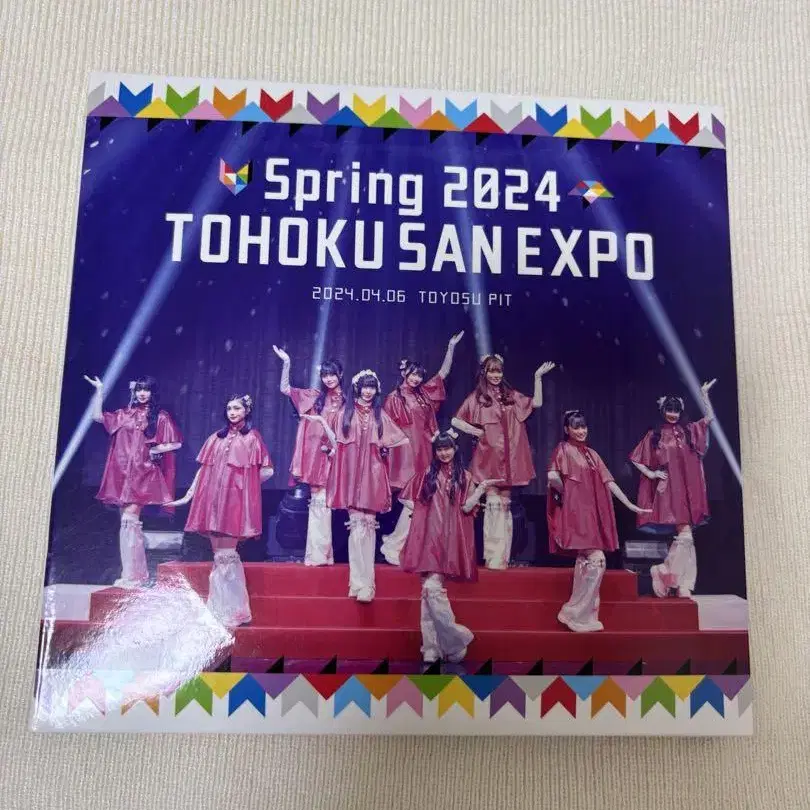 Spring 2024
TOHOKU SAN EXPO
2024.04.06 TOYOSU PIT